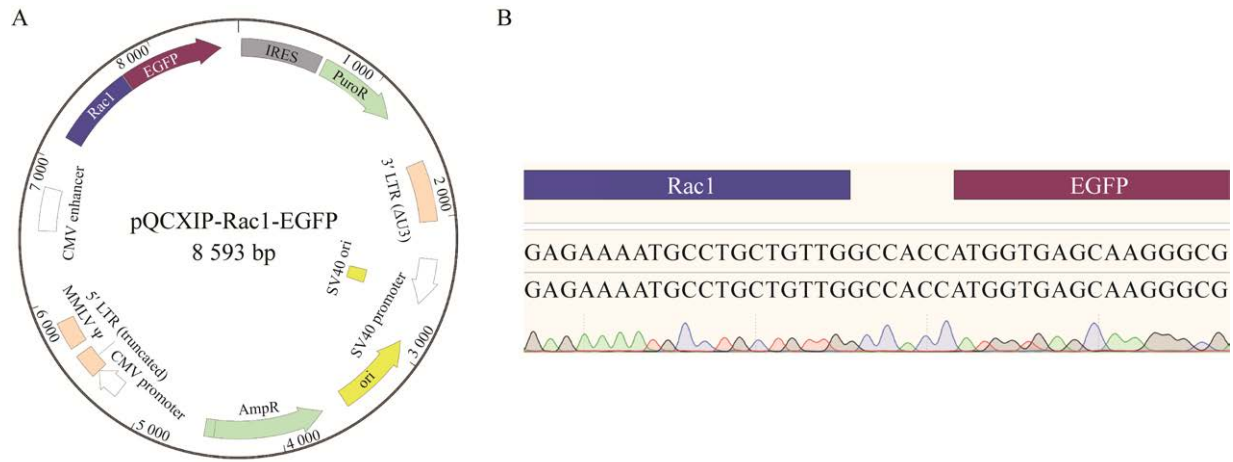 A
B
8 000
EGFP
Rac1
IRES
1 000
PuroR
7 000
CMV enhancer
3′ LTR (ΔU3)
2 000
pQCXIP-Rac1-EGFP
8 593 bp
SV40 ori
SV40 promoter
3 000
6 000
MMLV Ψ
5′ LTR (truncated)
CMV promoter
ori
5 000
AmpR
4 000
Rac1
EGFP
GAGAAAATGCCTGCTGTTGGCCACCATGGTGAGCAAGGGCG
GAGAAAATGCCTGCTGTTGGCCACCATGGTGAGCAAGGGCG